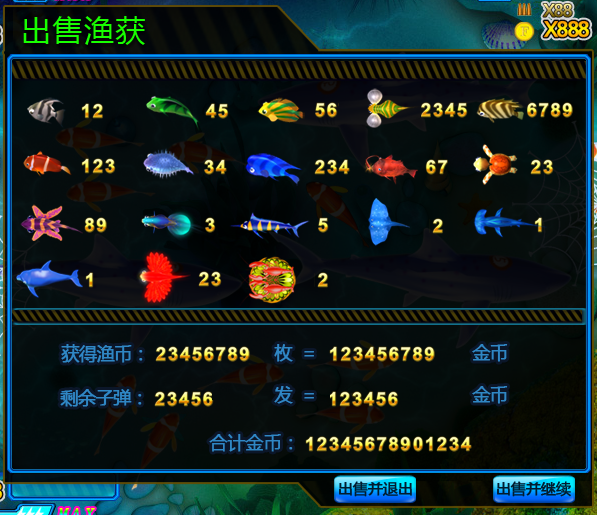 出售渔获
X88
X888
F
12 45 56 2345 6789
123 34 234 67 23
89 3 5 2 1
1 23 2
获得渔币： 23456789 枚 = 123456789 金币
剩余子弹： 23456 发 = 123456 金币
合计金币： 12345678901234
出售并退出 出售并继续
MAX